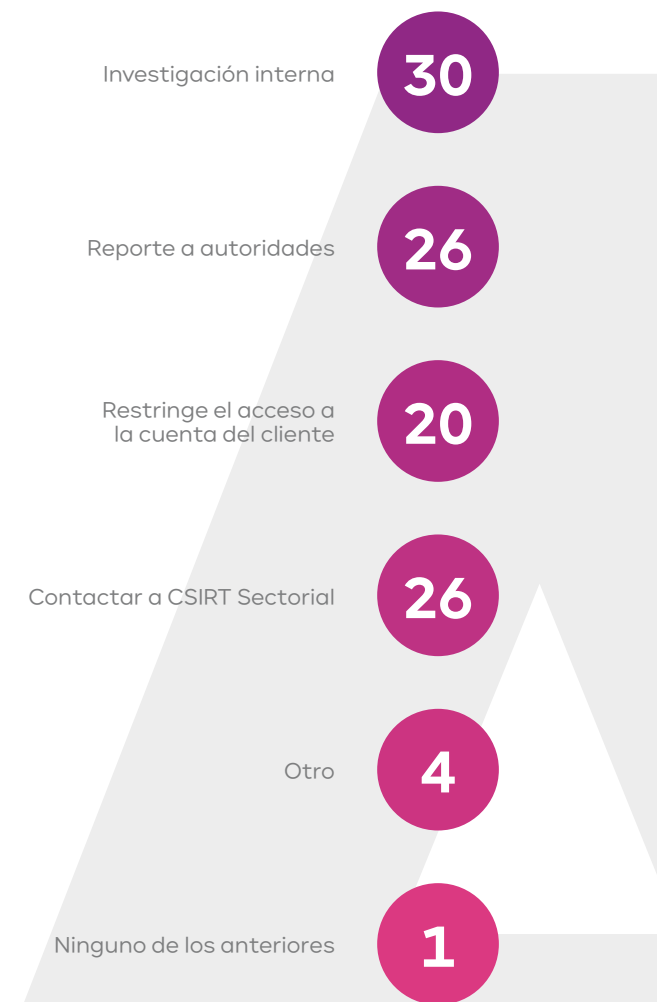 Investigación interna
30
Reporte a autoridades
26
Restringe el acceso a
la cuenta del cliente
20
Contactar a CSIRT Sectorial
26
Otro
4
Ninguno de los anteriores
1